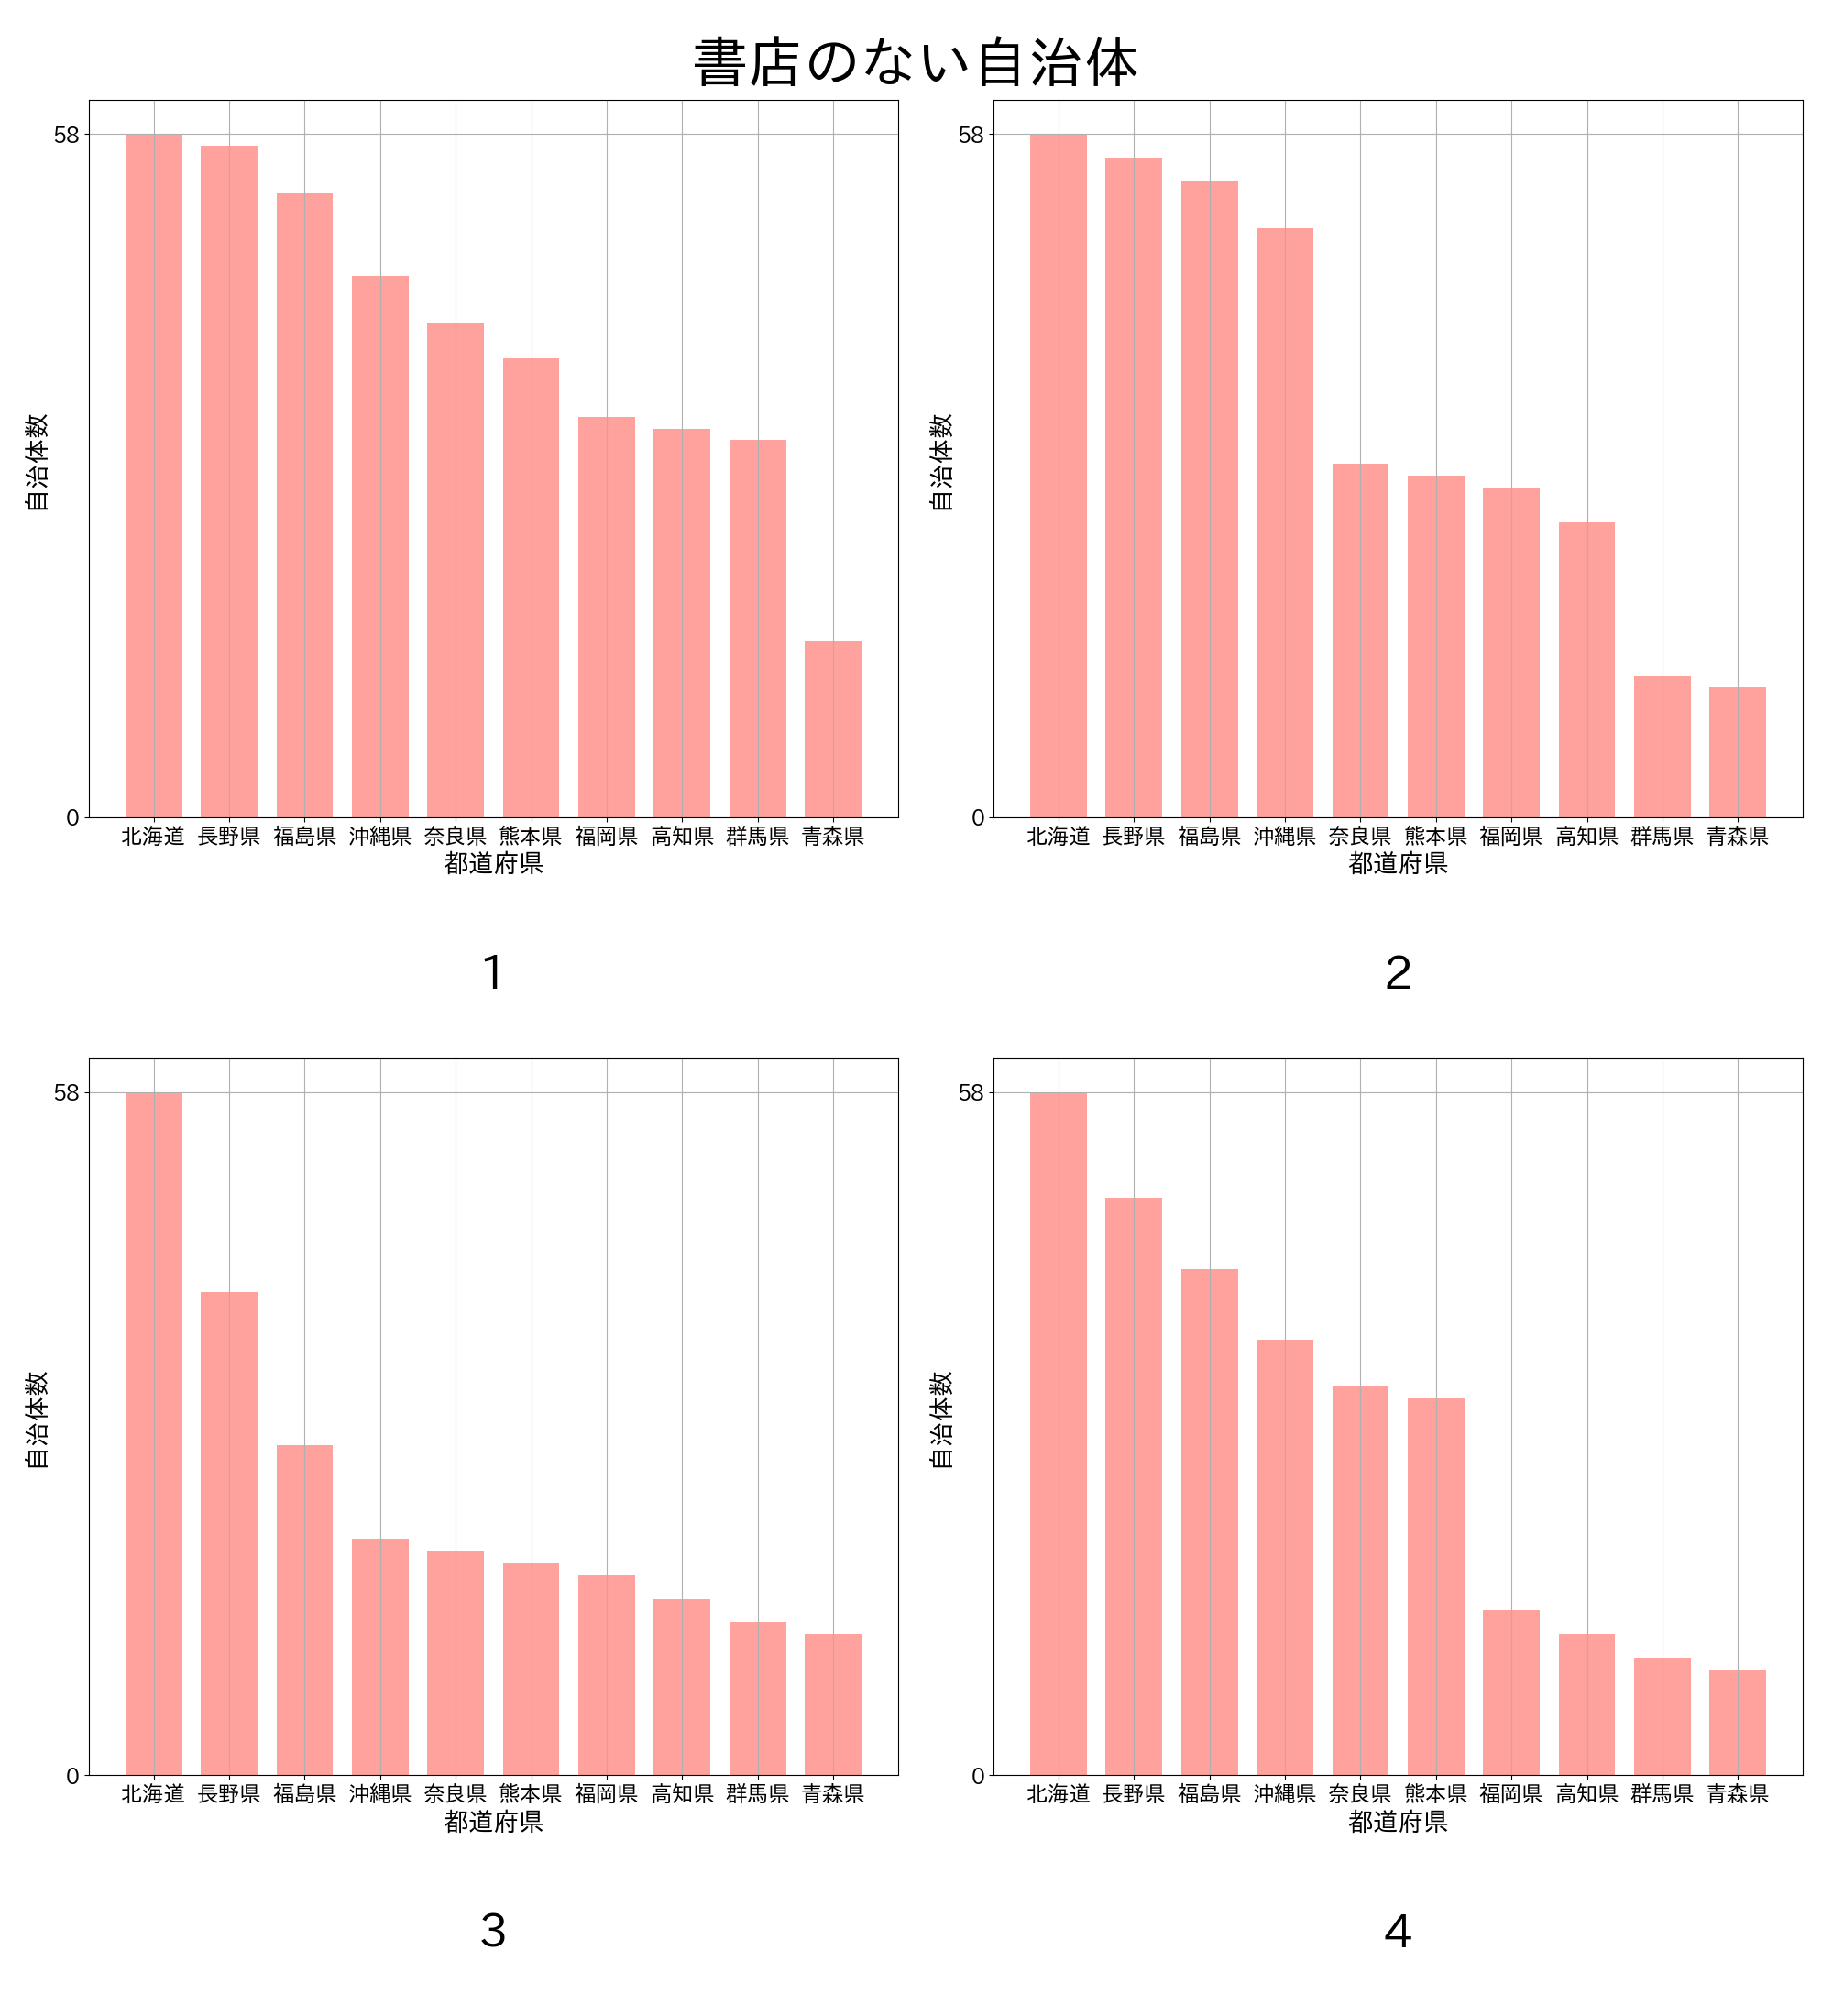 書店のない自治体
58
0
自治体数
北海道 長野県 福島県 沖縄県 奈良県 熊本県 福岡県 高知県 群馬県 青森県
都道府県
1
58
0
自治体数
北海道 長野県 福島県 沖縄県 奈良県 熊本県 福岡県 高知県 群馬県 青森県
都道府県
2
58
0
自治体数
北海道 長野県 福島県 沖縄県 奈良県 熊本県 福岡県 高知県 群馬県 青森県
都道府県
3
58
0
自治体数
北海道 長野県 福島県 沖縄県 奈良県 熊本県 福岡県 高知県 群馬県 青森県
都道府県
4